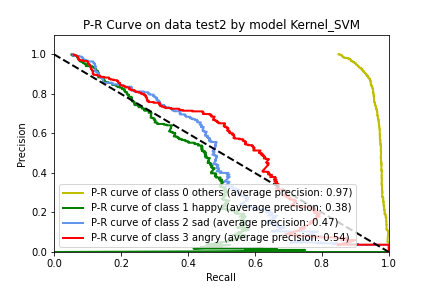 P-R Curve on data test2 by model Kernel_SVM
1.0
0.8
0.6
0.4
0.2
0.0
Precision
P-R curve of class 0 others (average precision: 0.97)
P-R curve of class 1 happy (average precision: 0.38)
P-R curve of class 2 sad (average precision: 0.47)
P-R curve of class 3 angry (average precision: 0.54)
0.0 0.2 0.4 0.6 0.8 1.0
Recall